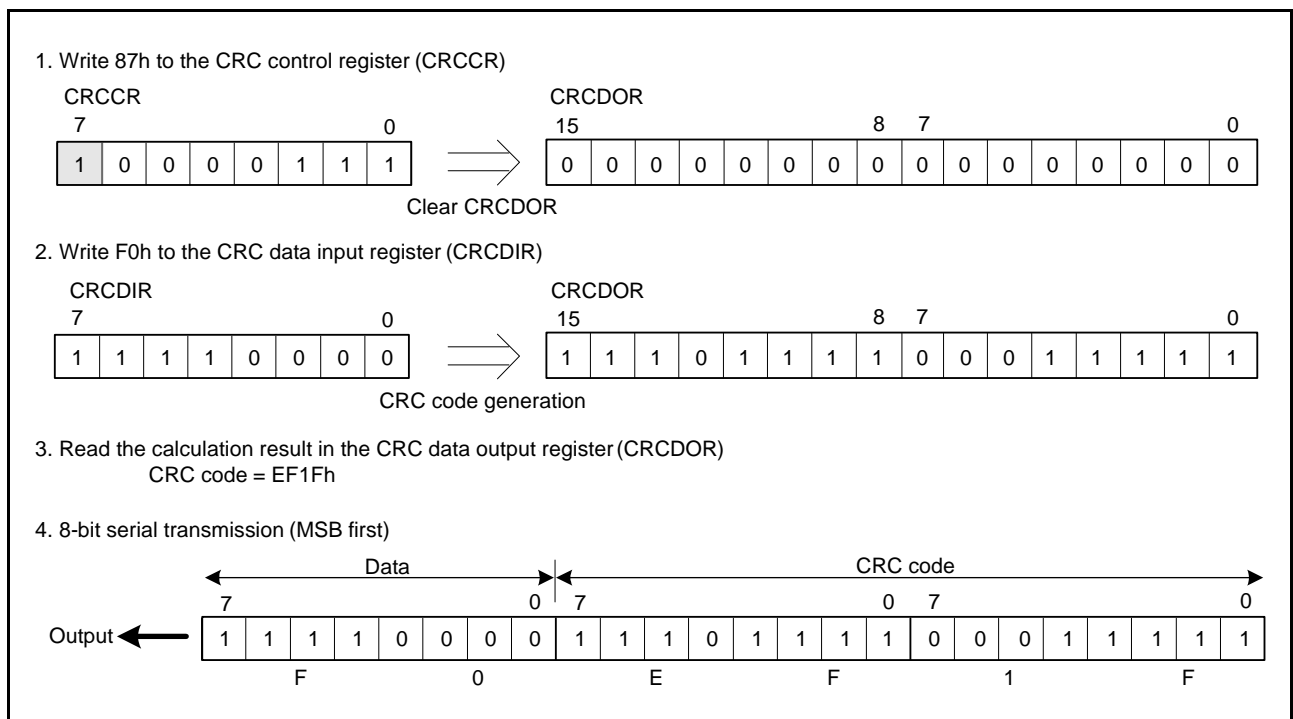 1. Write 87h to the CRC control register (CRCCR)
CRCCR CRCDOR
7 0 15 8 7 0
1 0 0 0 0 1 1 1 0 0 0 0 0 0 0 0 0 0 0 0 0 0 0 0
Clear CRCDOR
2. Write F0h to the CRC data input register (CRCDIR)
CRCDIR CRCDOR
7 0 15 8 7 0
1 1 1 1 0 0 0 0 1 1 1 0 1 1 1 1 0 0 0 1 1 1 1 1
CRC code generation
3. Read the calculation result in the CRC data output register (CRCDOR)
CRC code = EF1Fh
4. 8-bit serial transmission (MSB first)
Data CRC code
7 0 7 0 7 0
Output 1 1 1 1 0 0 0 0 1 1 1 0 1 1 1 1 0 0 0 1 1 1 1 1
F 0 E F 1 F